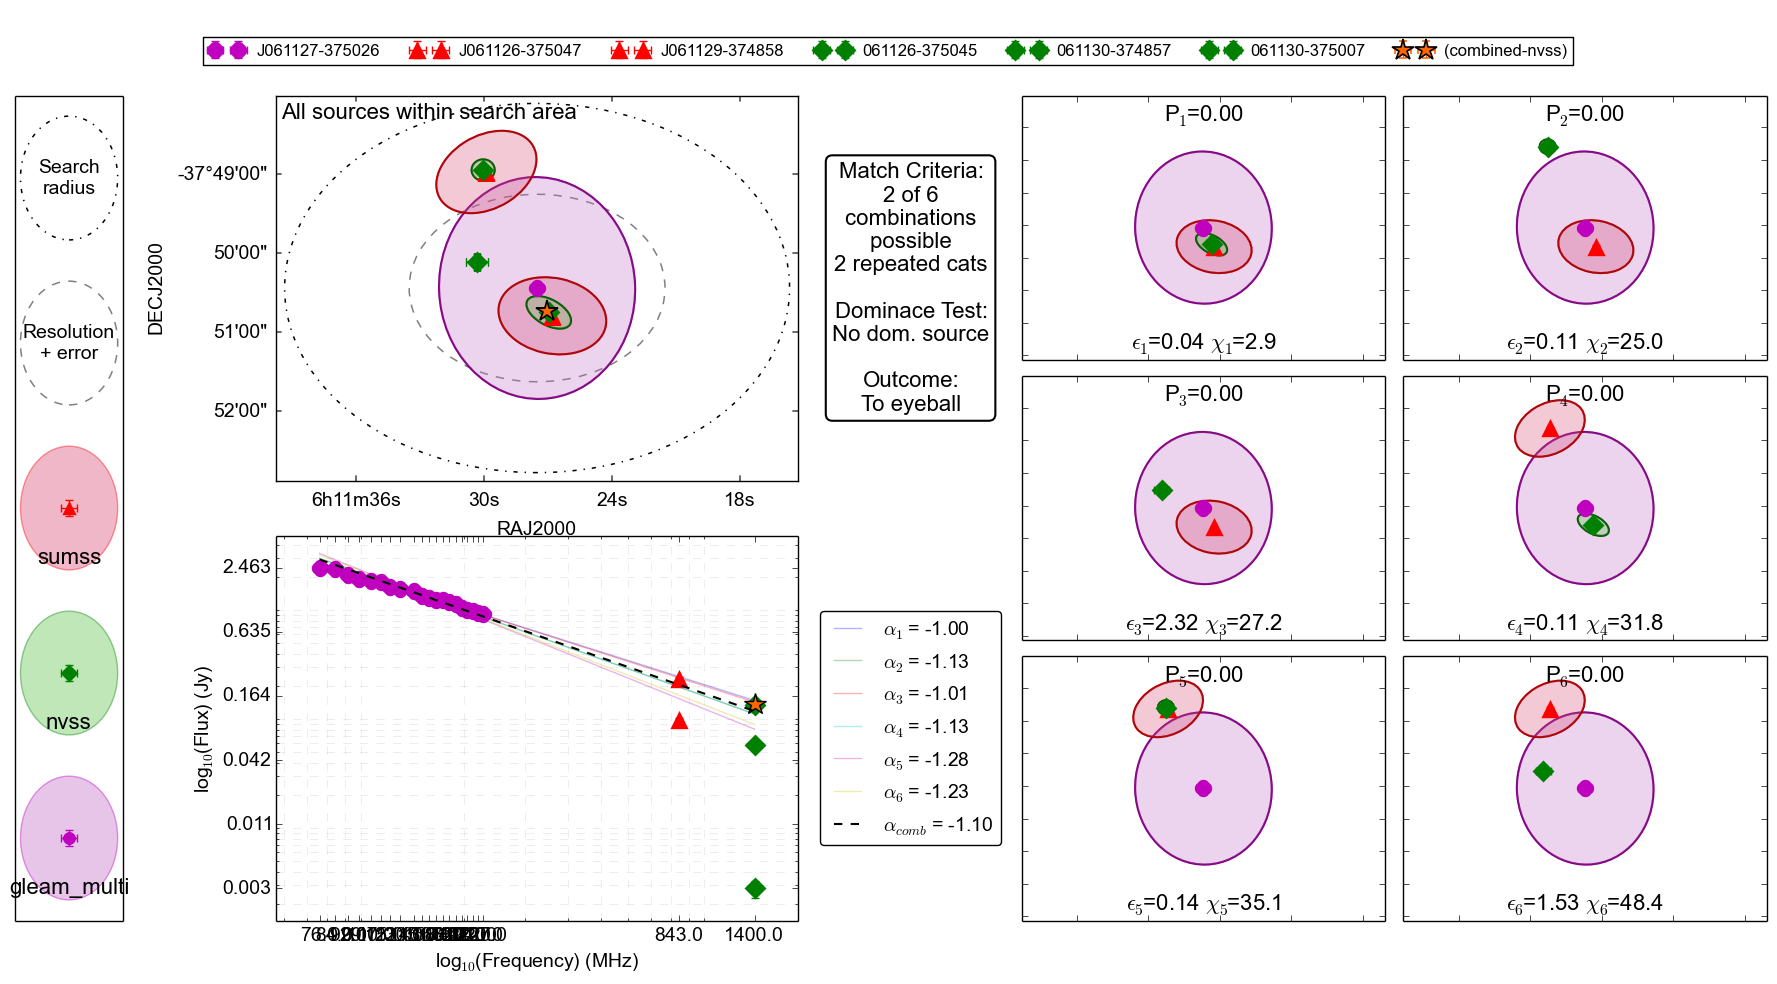 J061127-375026 J061126-375047 J061129-374858 061126-375045 061130-374857 061130-375007 (combined-nvss)
Search
radius
Resolution
+ error
sumss
nvss
gleam_multi
All sources within search area
DECJ2000
-37°49'00"
50'00"
51'00"
52'00"
6h11m36s 30s 24s 18s
RAJ2000
Match Criteria:
2 of 6
combinations
possible
2 repeated cats
Dominace Test:
No dom. source
Outcome:
To eyeball
log₁₀(Flux) (Jy)
2.463
0.635
0.164
0.042
0.011
0.003
843.0 1400.0
log₁₀(Frequency) (MHz)
α₁ = -1.00
α₂ = -1.13
α₃ = -1.01
α₄ = -1.13
α₅ = -1.28
α₆ = -1.23
α_comb = -1.10
P₁=0.00
ϵ₁=0.04 χ₁=2.9
P₂=0.00
ϵ₂=0.11 χ₂=25.0
P₃=0.00
ϵ₃=2.32 χ₃=27.2
P₄=0.00
ϵ₄=0.11 χ₄=31.8
P₅=0.00
ϵ₅=0.14 χ₅=35.1
P₆=0.00
ϵ₆=1.53 χ₆=48.4